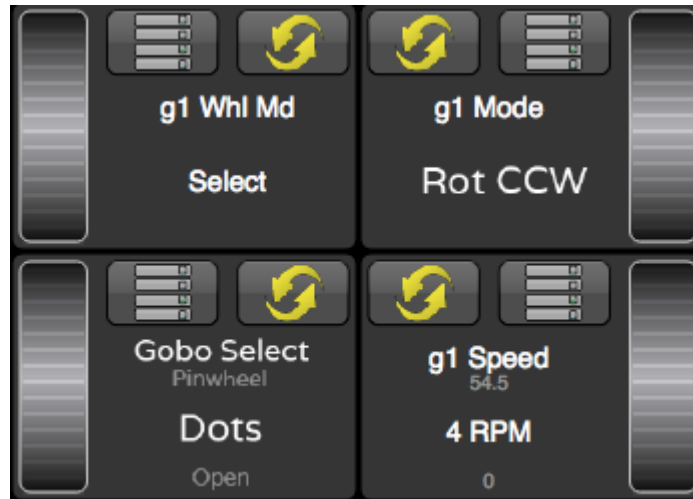 g1 Whl Md
Select
g1 Mode
Rot CCW
Gobo Select
Pinwheel
Dots
Open
g1 Speed
54.5
4 RPM
0